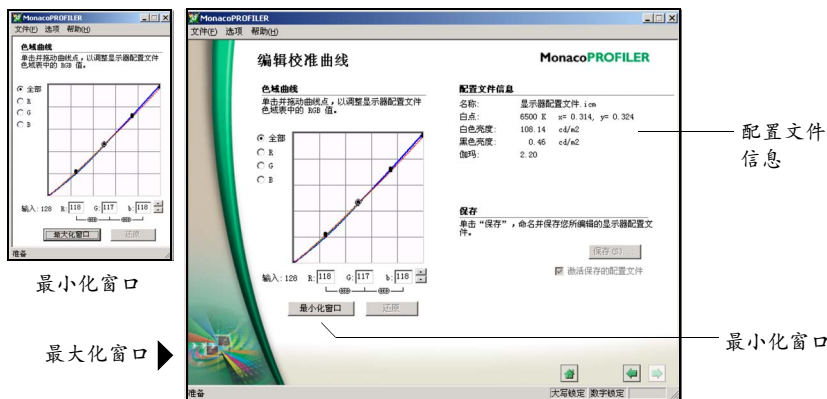 MonacoPROFILER
文件(F) 选项 帮助(H)
色域曲线
单击并拖动曲线点，以调整显示器配置文件
色域表中的 RGB 值。
全部
R
G
B
输入: 128 R: 118 G: 117 b: 118
最大化窗口 还原
准备
最小化窗口
最大化窗口
MonacoPROFILER
文件(F) 选项 帮助(H)
编辑校准曲线
MonacoPROFILER
色域曲线
单击并拖动曲线点，以调整显示器配置文件
色域表中的 RGB 值。
全部
R
G
B
输入: 128 R: 118 G: 117 b: 118
最小化窗口 还原
配置文件信息
名称: 显示器配置文件.icm
白点: 6500 K x= 0.314, y= 0.324
白色亮度: 108.14 cd/m2
黑色亮度: 0.46 cd/m2
伽玛: 2.20
保存
单击“保存”，命名并保存您所编辑的显示器配置文
件。
保存(S)
激活保存的配置文件
准备
大写锁定 数字锁定
配置文件
信息
最小化窗口